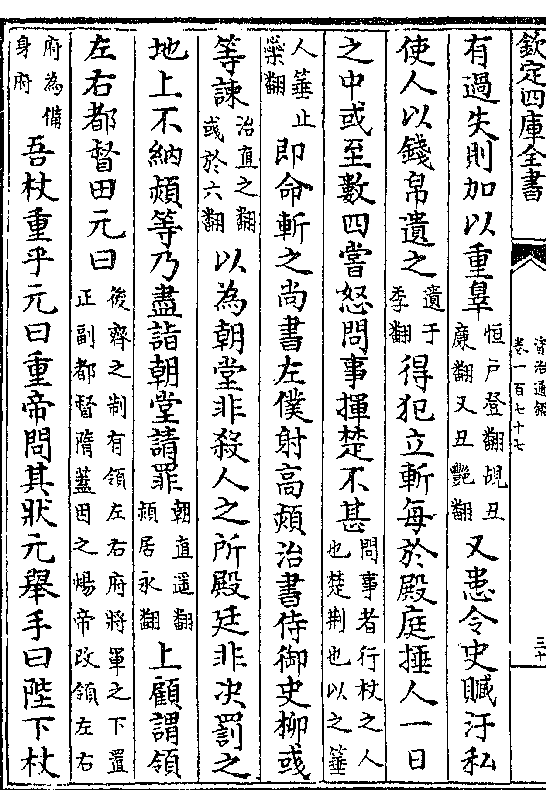 欽定四庫全書
資治通鑑
卷一百七十七
三十
有過失則加以重辠恒戶登翻覘丑廉翻又丑艷翻又患令史贓汙私
使人以錢帛遺之遺于季翻得犯立斬每於殿庭捶人一日
之中或至數四嘗怒問事揮楚不甚問事者行杖之人也楚荆也以之箠
人箠止橤翻即命斬之尚書左僕射高熲治書侍御史柳彧
等諫治直之翻彧於六翻以為朝堂非殺人之所殿廷非决罰之
地上不納熲等乃盡詣朝堂請罪朝直遥翻熲居永翻上顧謂領
左右都督田元曰後齊之制有領左右府將軍之下置正副都督隋葢因之煬帝改領左右
府為備身府吾杖重乎元曰重帝問其狀元舉手曰陛下杖